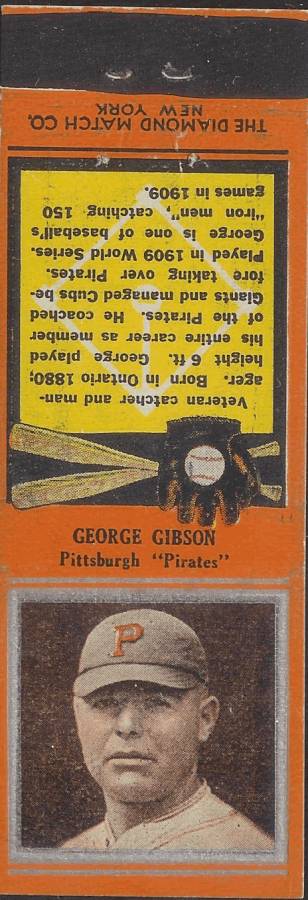 THE DIAMOND MATCH CO.
NEW YORK
Veteran catcher and man-
ager. Born in Ontario 1880;
height 6 ft. George played
his entire career as member
of the Pirates. He coached
Giants and managed Cubs be-
fore taking over Pirates.
Played in 1909 World Series.
George is one of baseball's
"iron men", catching 150
games in 1909.
GEORGE GIBSON
Pittsburgh "Pirates"
P